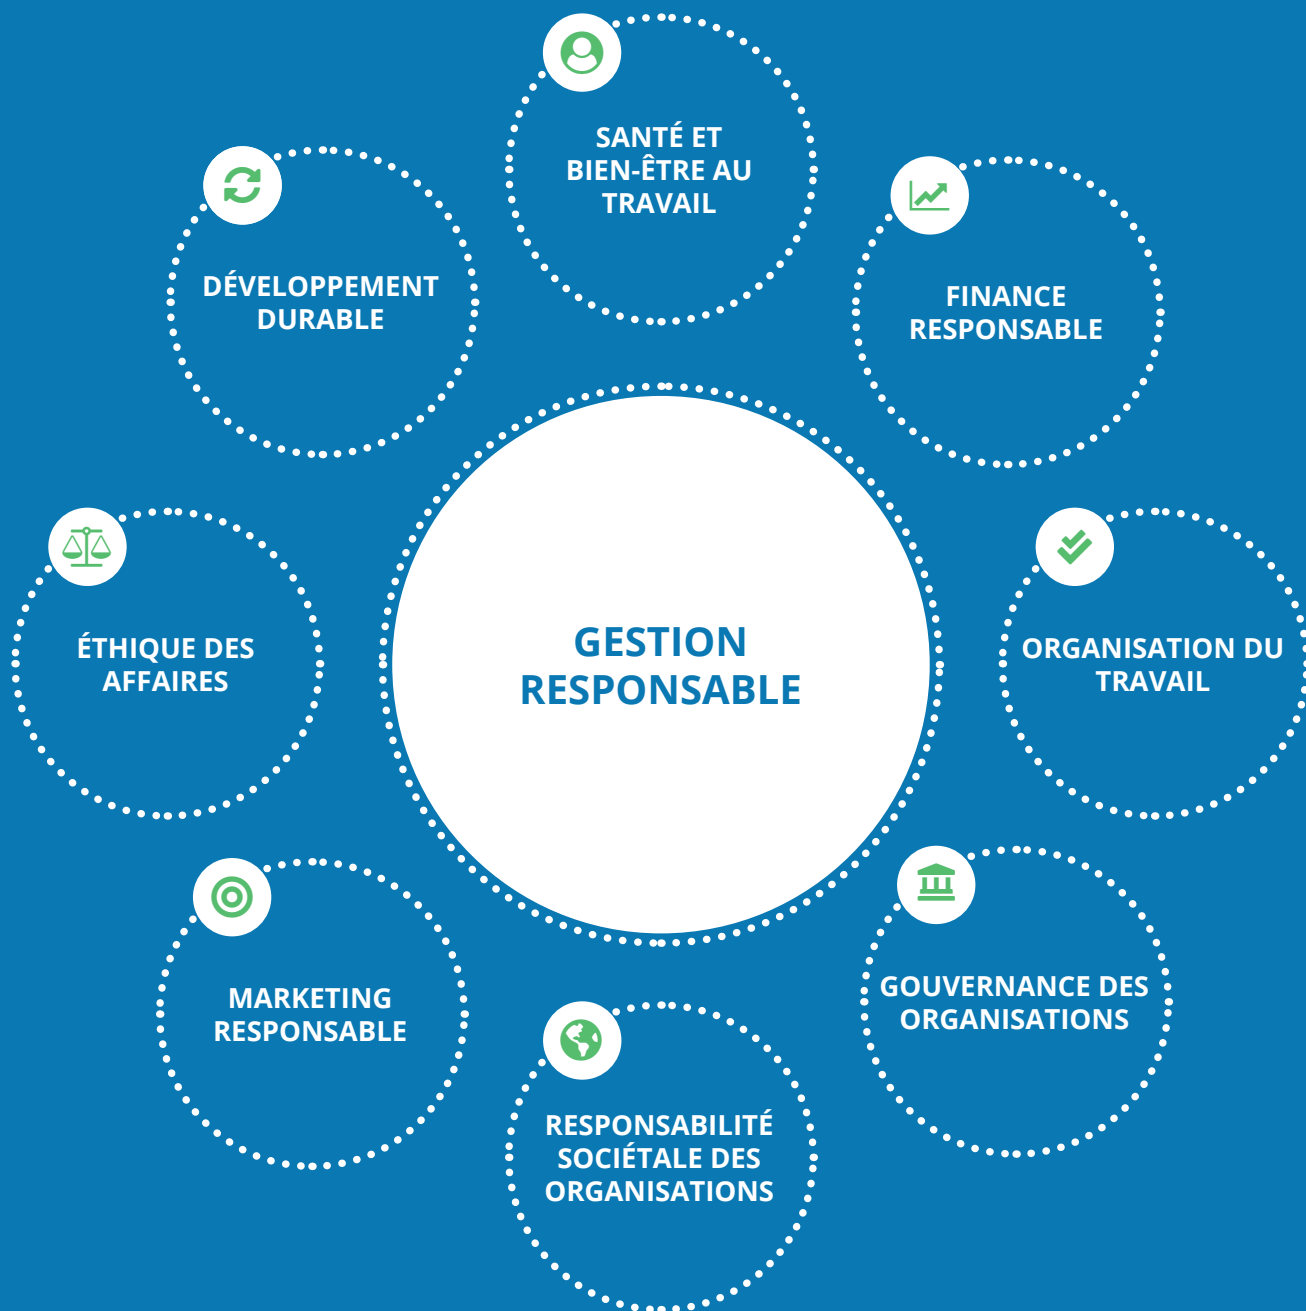 SANTÉ ET
BIEN-ÊTRE AU
TRAVAIL
DÉVELOPPEMENT
DURABLE
FINANCE
RESPONSABLE
ÉTHIQUE DES
AFFAIRES
GESTION
RESPONSABLE
ORGANISATION DU
TRAVAIL
MARKETING
RESPONSABLE
GOUVERNANCE DES
ORGANISATIONS
RESPONSABILITÉ
SOCIÉTALE DES
ORGANISATIONS